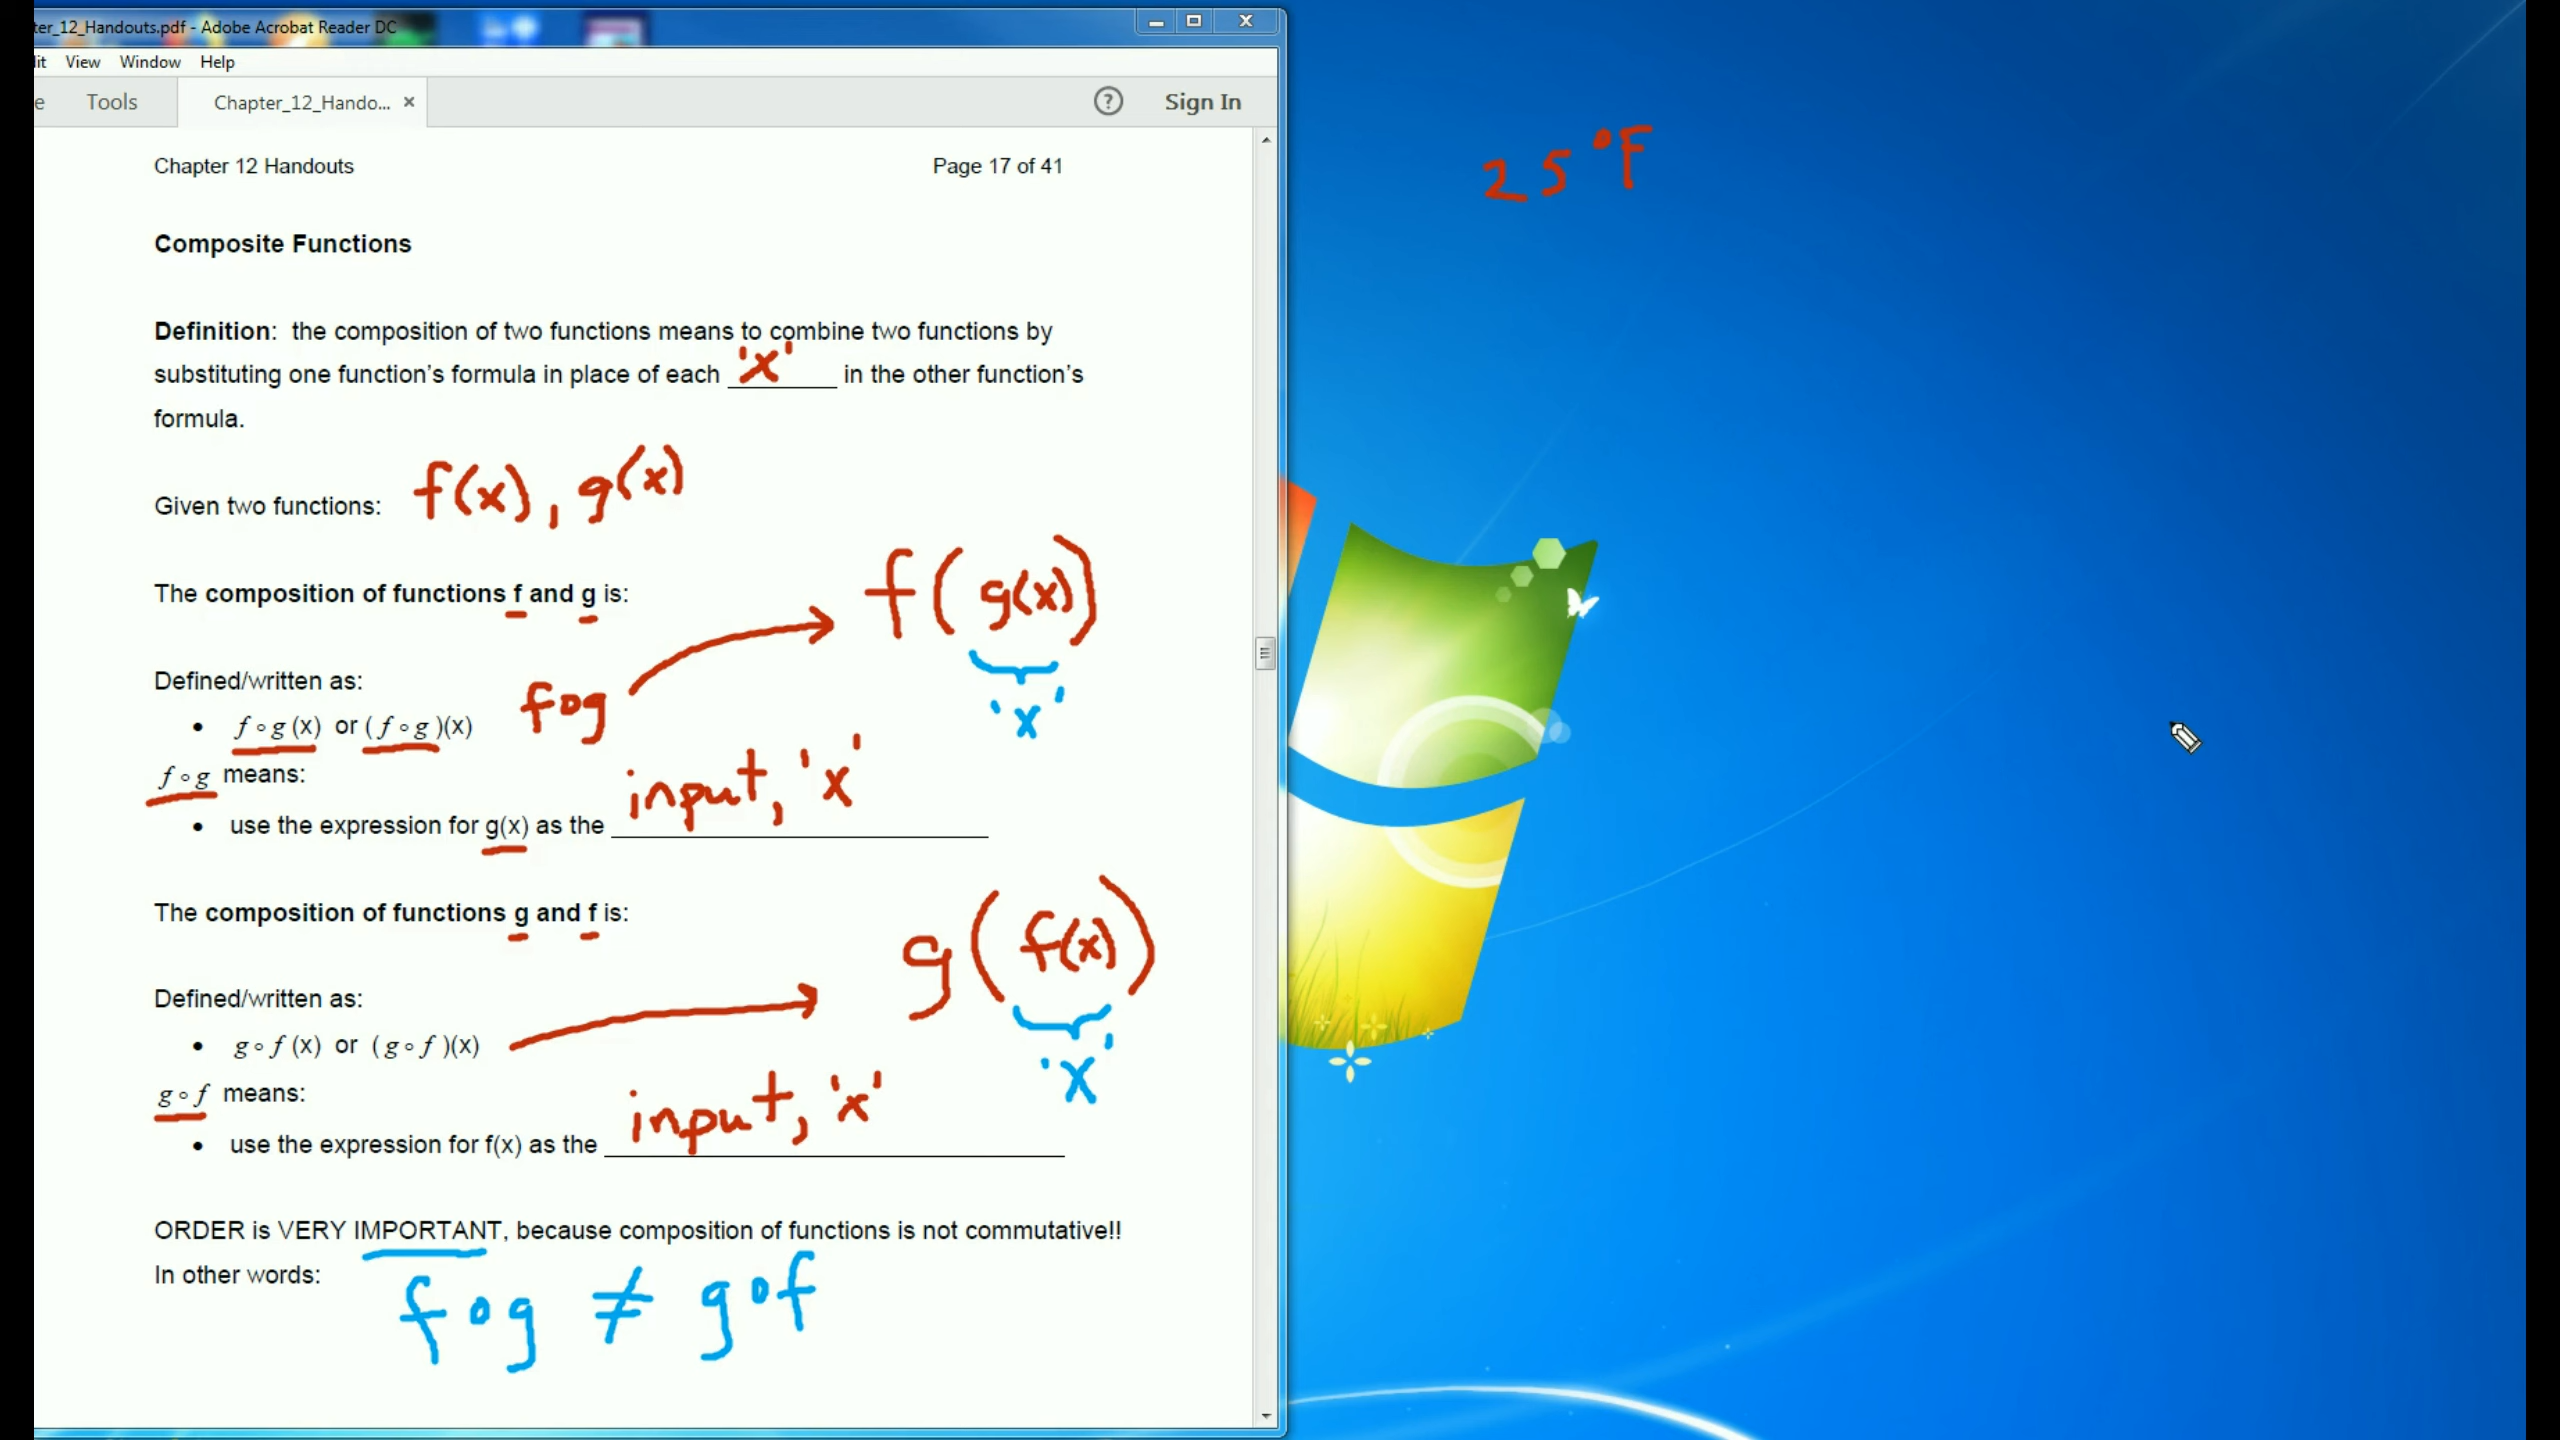 ter_12_Handouts.pdf - Adobe Acrobat Reader DC
it View Window Help
e Tools Chapter_12_Hando... × ? Sign In
Chapter 12 Handouts Page 17 of 41
25 °F
Composite Functions
Definition: the composition of two functions means to combine two functions by
substituting one function's formula in place of each 'x' in the other function's
formula.
Given two functions: f(x), g(x)
The composition of functions f and g is: f(g(x))
'x'
Defined/written as:
• f∘g(x) or (f∘g)(x) fog
f∘g means:
• use the expression for g(x) as the input, 'x'
The composition of functions g and f is: g(f(x))
'x'
Defined/written as:
• g∘f(x) or (g∘f)(x)
g∘f means:
• use the expression for f(x) as the input, 'x'
ORDER is VERY IMPORTANT, because composition of functions is not commutative!!
In other words: f∘g ≠ g∘f